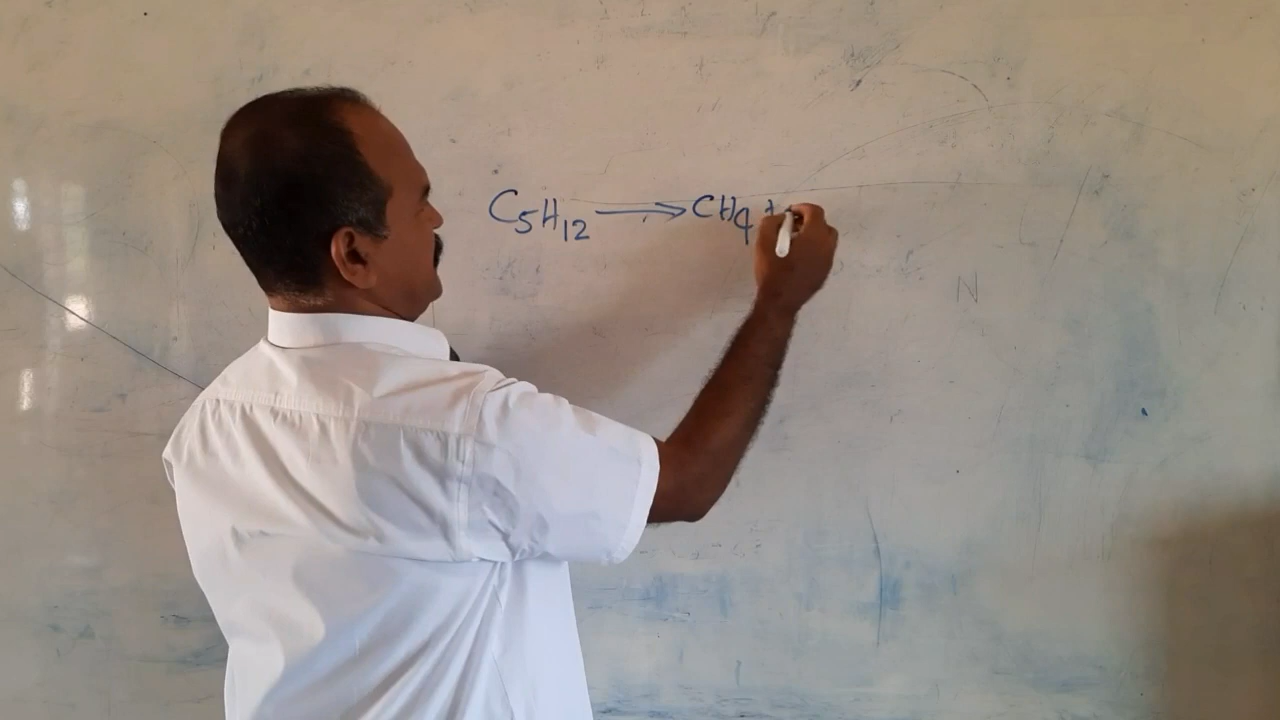 C₅H₁₂ → CH₄ +
N